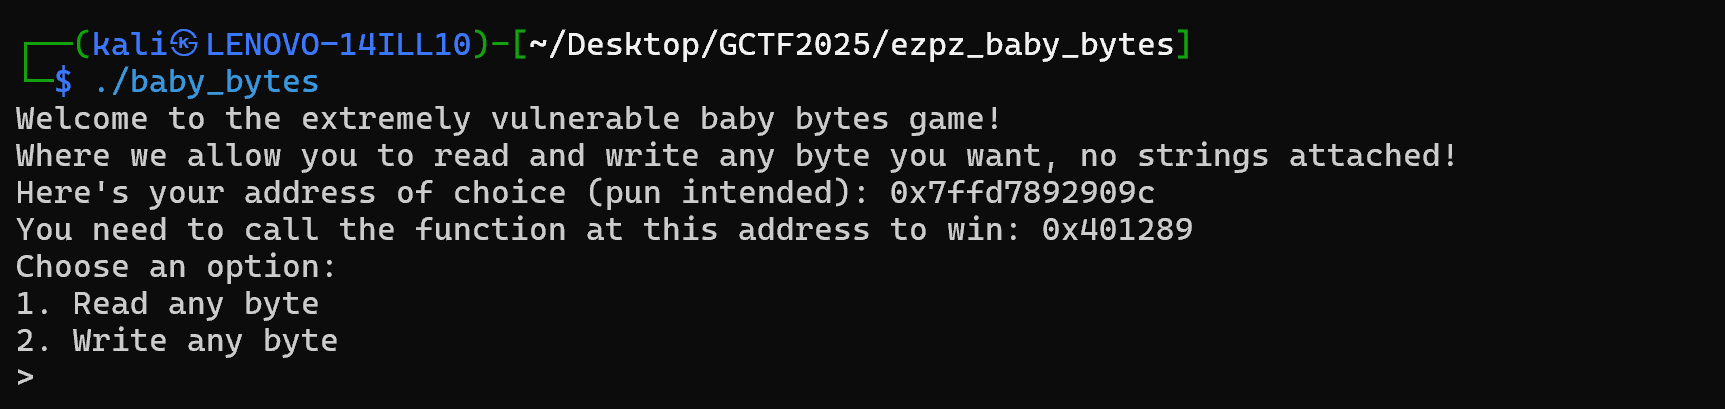 ┌──(kali㉿LENOVO-14ILL10)-[~/Desktop/GCTF2025/ezpz_baby_bytes]
└─$ ./baby_bytes
Welcome to the extremely vulnerable baby bytes game!
Where we allow you to read and write any byte you want, no strings attached!
Here's your address of choice (pun intended): 0x7ffd7892909c
You need to call the function at this address to win: 0x401289
Choose an option:
1. Read any byte
2. Write any byte
>